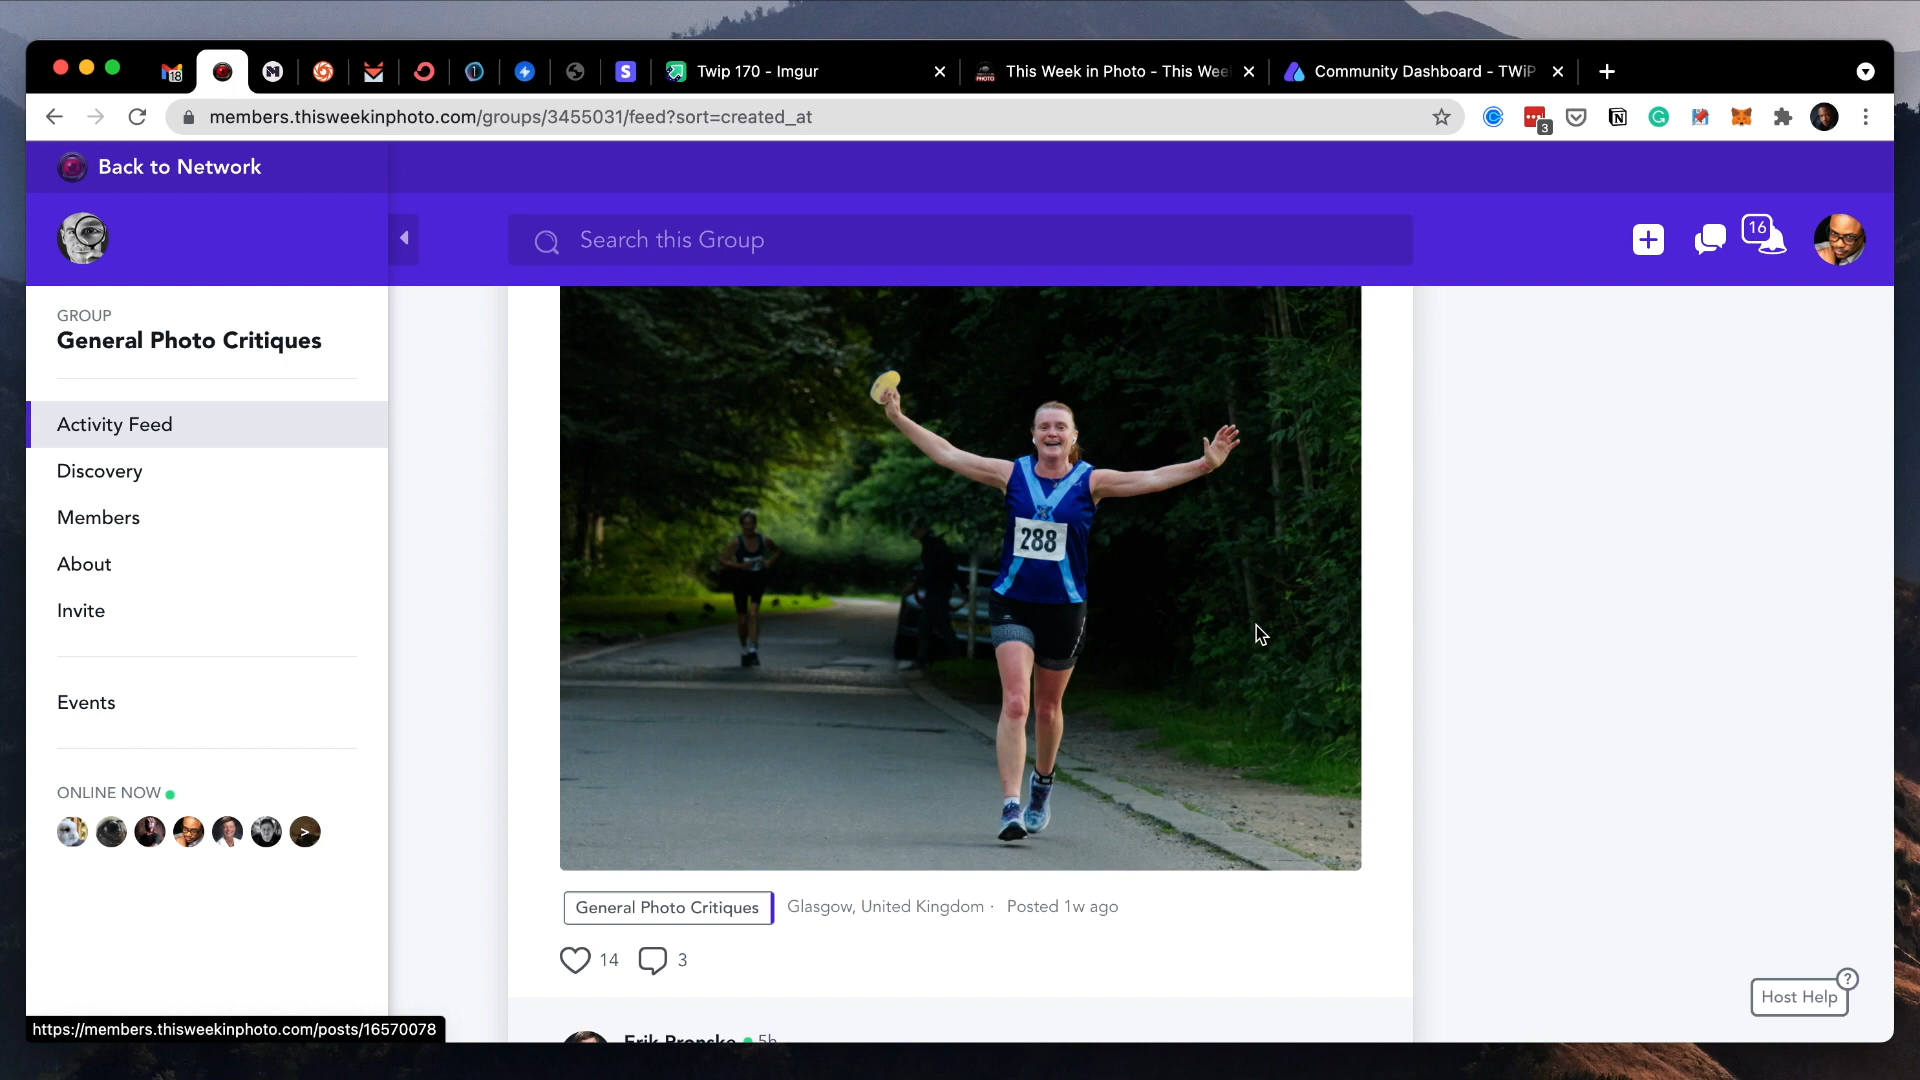 18
Twip 170 - Imgur
This Week in Photo - This Wee
Community Dashboard - TWiP
members.thisweekinphoto.com/groups/3455031/feed?sort=created_at
3
Back to Network
Search this Group
16
GROUP
General Photo Critiques
Activity Feed
Discovery
Members
About
Invite
Events
ONLINE NOW
288
General Photo Critiques
Glasgow, United Kingdom · Posted 1w ago
14
3
Host Help
?
https://members.thisweekinphoto.com/posts/16570078
Erik Pronske 5h